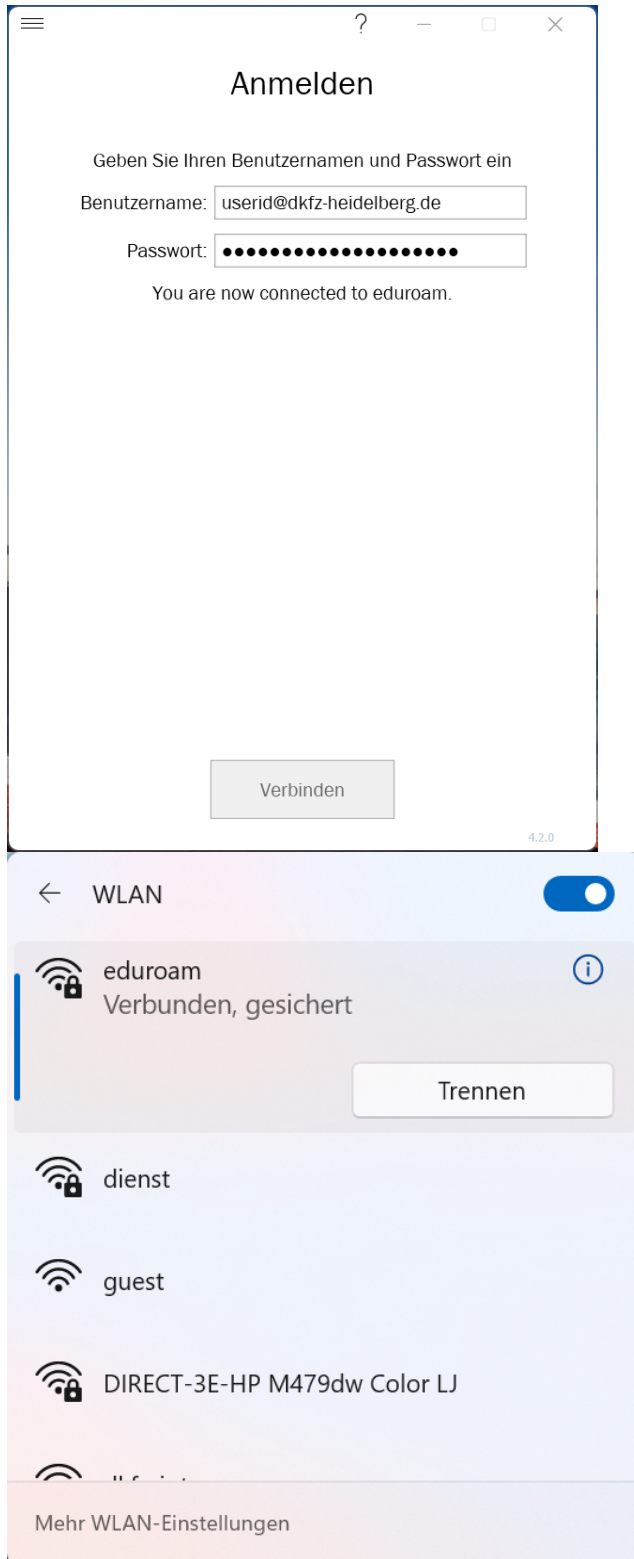 ?
Anmelden
Geben Sie Ihren Benutzernamen und Passwort ein
Benutzername: userid@dkfz-heidelberg.de
Passwort: ●●●●●●●●●●●●●●●●●●●●
You are now connected to eduroam.
Verbinden
4.2.0
WLAN
eduroam
Verbunden, gesichert
Trennen
dienst
guest
DIRECT-3E-HP M479dw Color LJ
Mehr WLAN-Einstellungen